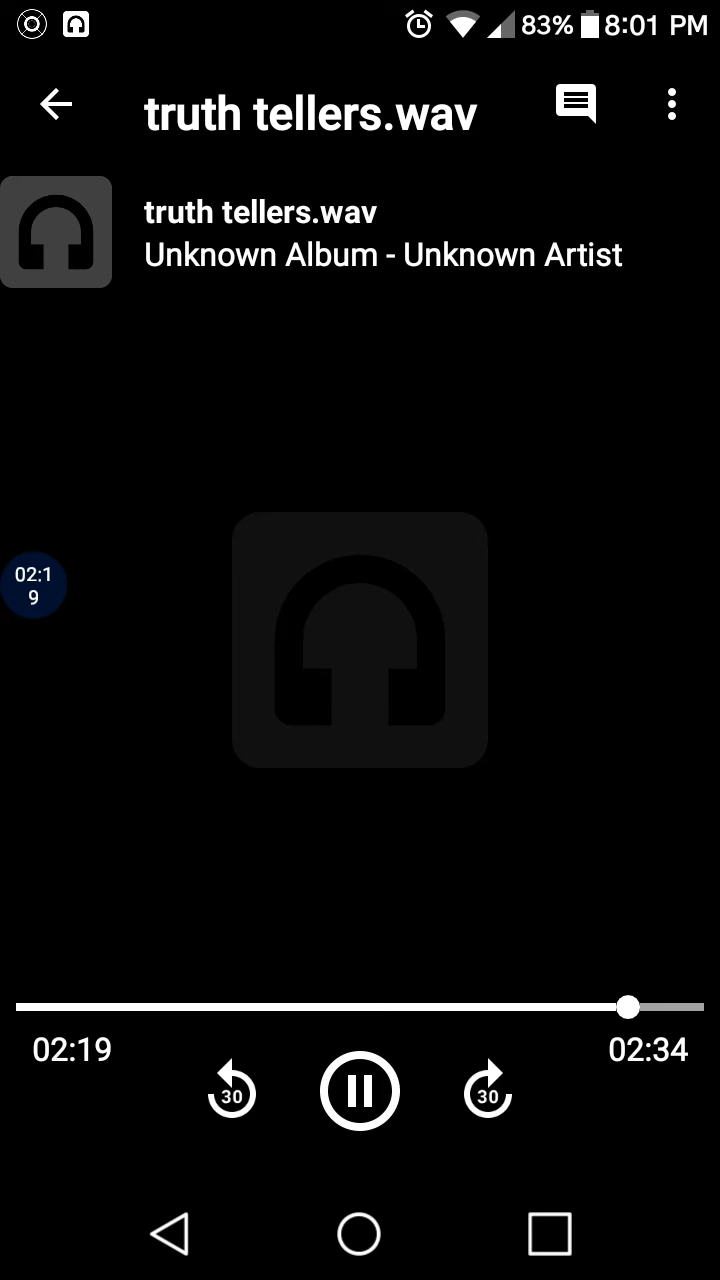 83% 8:01 PM
truth tellers.wav
truth tellers.wav
Unknown Album - Unknown Artist
02:1
9
02:19
02:34
30
30